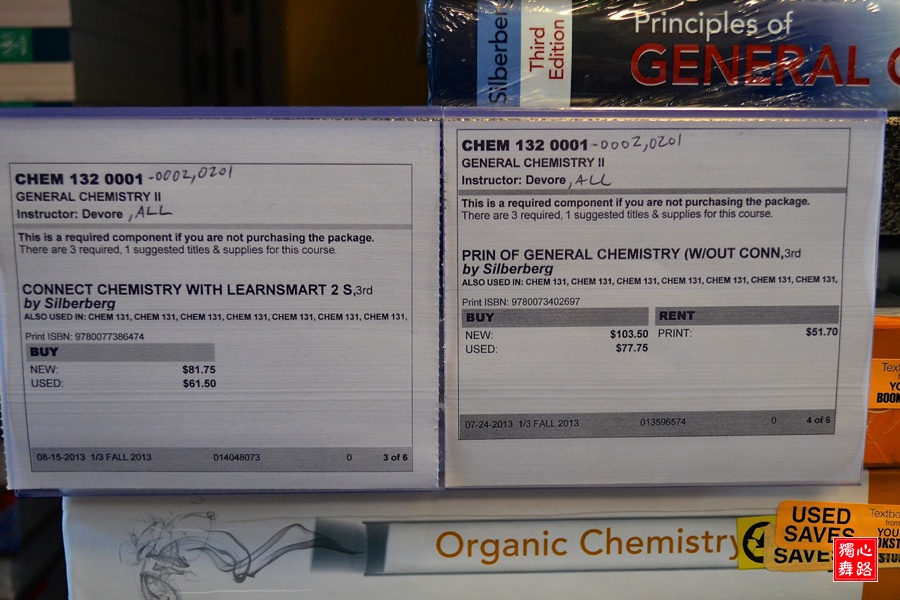 Silberber
Third
Edition
Principles of
GENERAL C
CHEM 132 0001 -0002,0201
GENERAL CHEMISTRY II
Instructor: Devore ,ALL
This is a required component if you are not purchasing the package.
There are 3 required, 1 suggested titles & supplies for this course.
CONNECT CHEMISTRY WITH LEARNSMART 2 S,3rd
by Silberberg
ALSO USED IN: CHEM 131, CHEM 131, CHEM 131, CHEM 131, CHEM 131, CHEM 131, CHEM 131,
Print ISBN: 9780077386474
BUY
NEW: $81.75
USED: $61.50
08-15-2013 1/3 FALL 2013 014048073 0 3 of 6
CHEM 132 0001 -0002,0201
GENERAL CHEMISTRY II
Instructor: Devore ,ALL
This is a required component if you are not purchasing the package.
There are 3 required, 1 suggested titles & supplies for this course.
PRIN OF GENERAL CHEMISTRY (W/OUT CONN,3rd
by Silberberg
ALSO USED IN: CHEM 131, CHEM 131, CHEM 131, CHEM 131, CHEM 131, CHEM 131, CHEM 131,
Print ISBN: 9780073402697
BUY RENT
NEW: $103.50 PRINT: $51.70
USED: $77.75
07-24-2013 1/3 FALL 2013 013596574 0 4 of 6
Organic Chemistry
USED
SAVES
SAVES
Textbo
from
YOU
OKST
Text
YO
BOOK
獨心
舞路